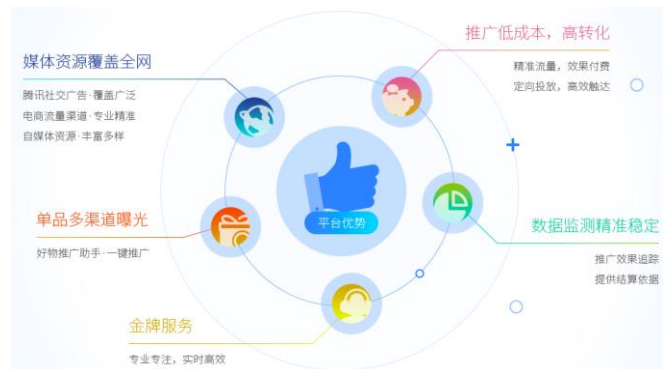 推广低成本，高转化
精准流量，效果付费
定向投放，高效触达
媒体资源覆盖全网
腾讯社交广告·覆盖广泛
电商流量渠道·专业精准
自媒体资源·丰富多样
平台优势
单品多渠道曝光
好物推广助手·一键推广
数据监测精准稳定
推广效果追踪
提供结算依据
金牌服务
专业专注，实时高效